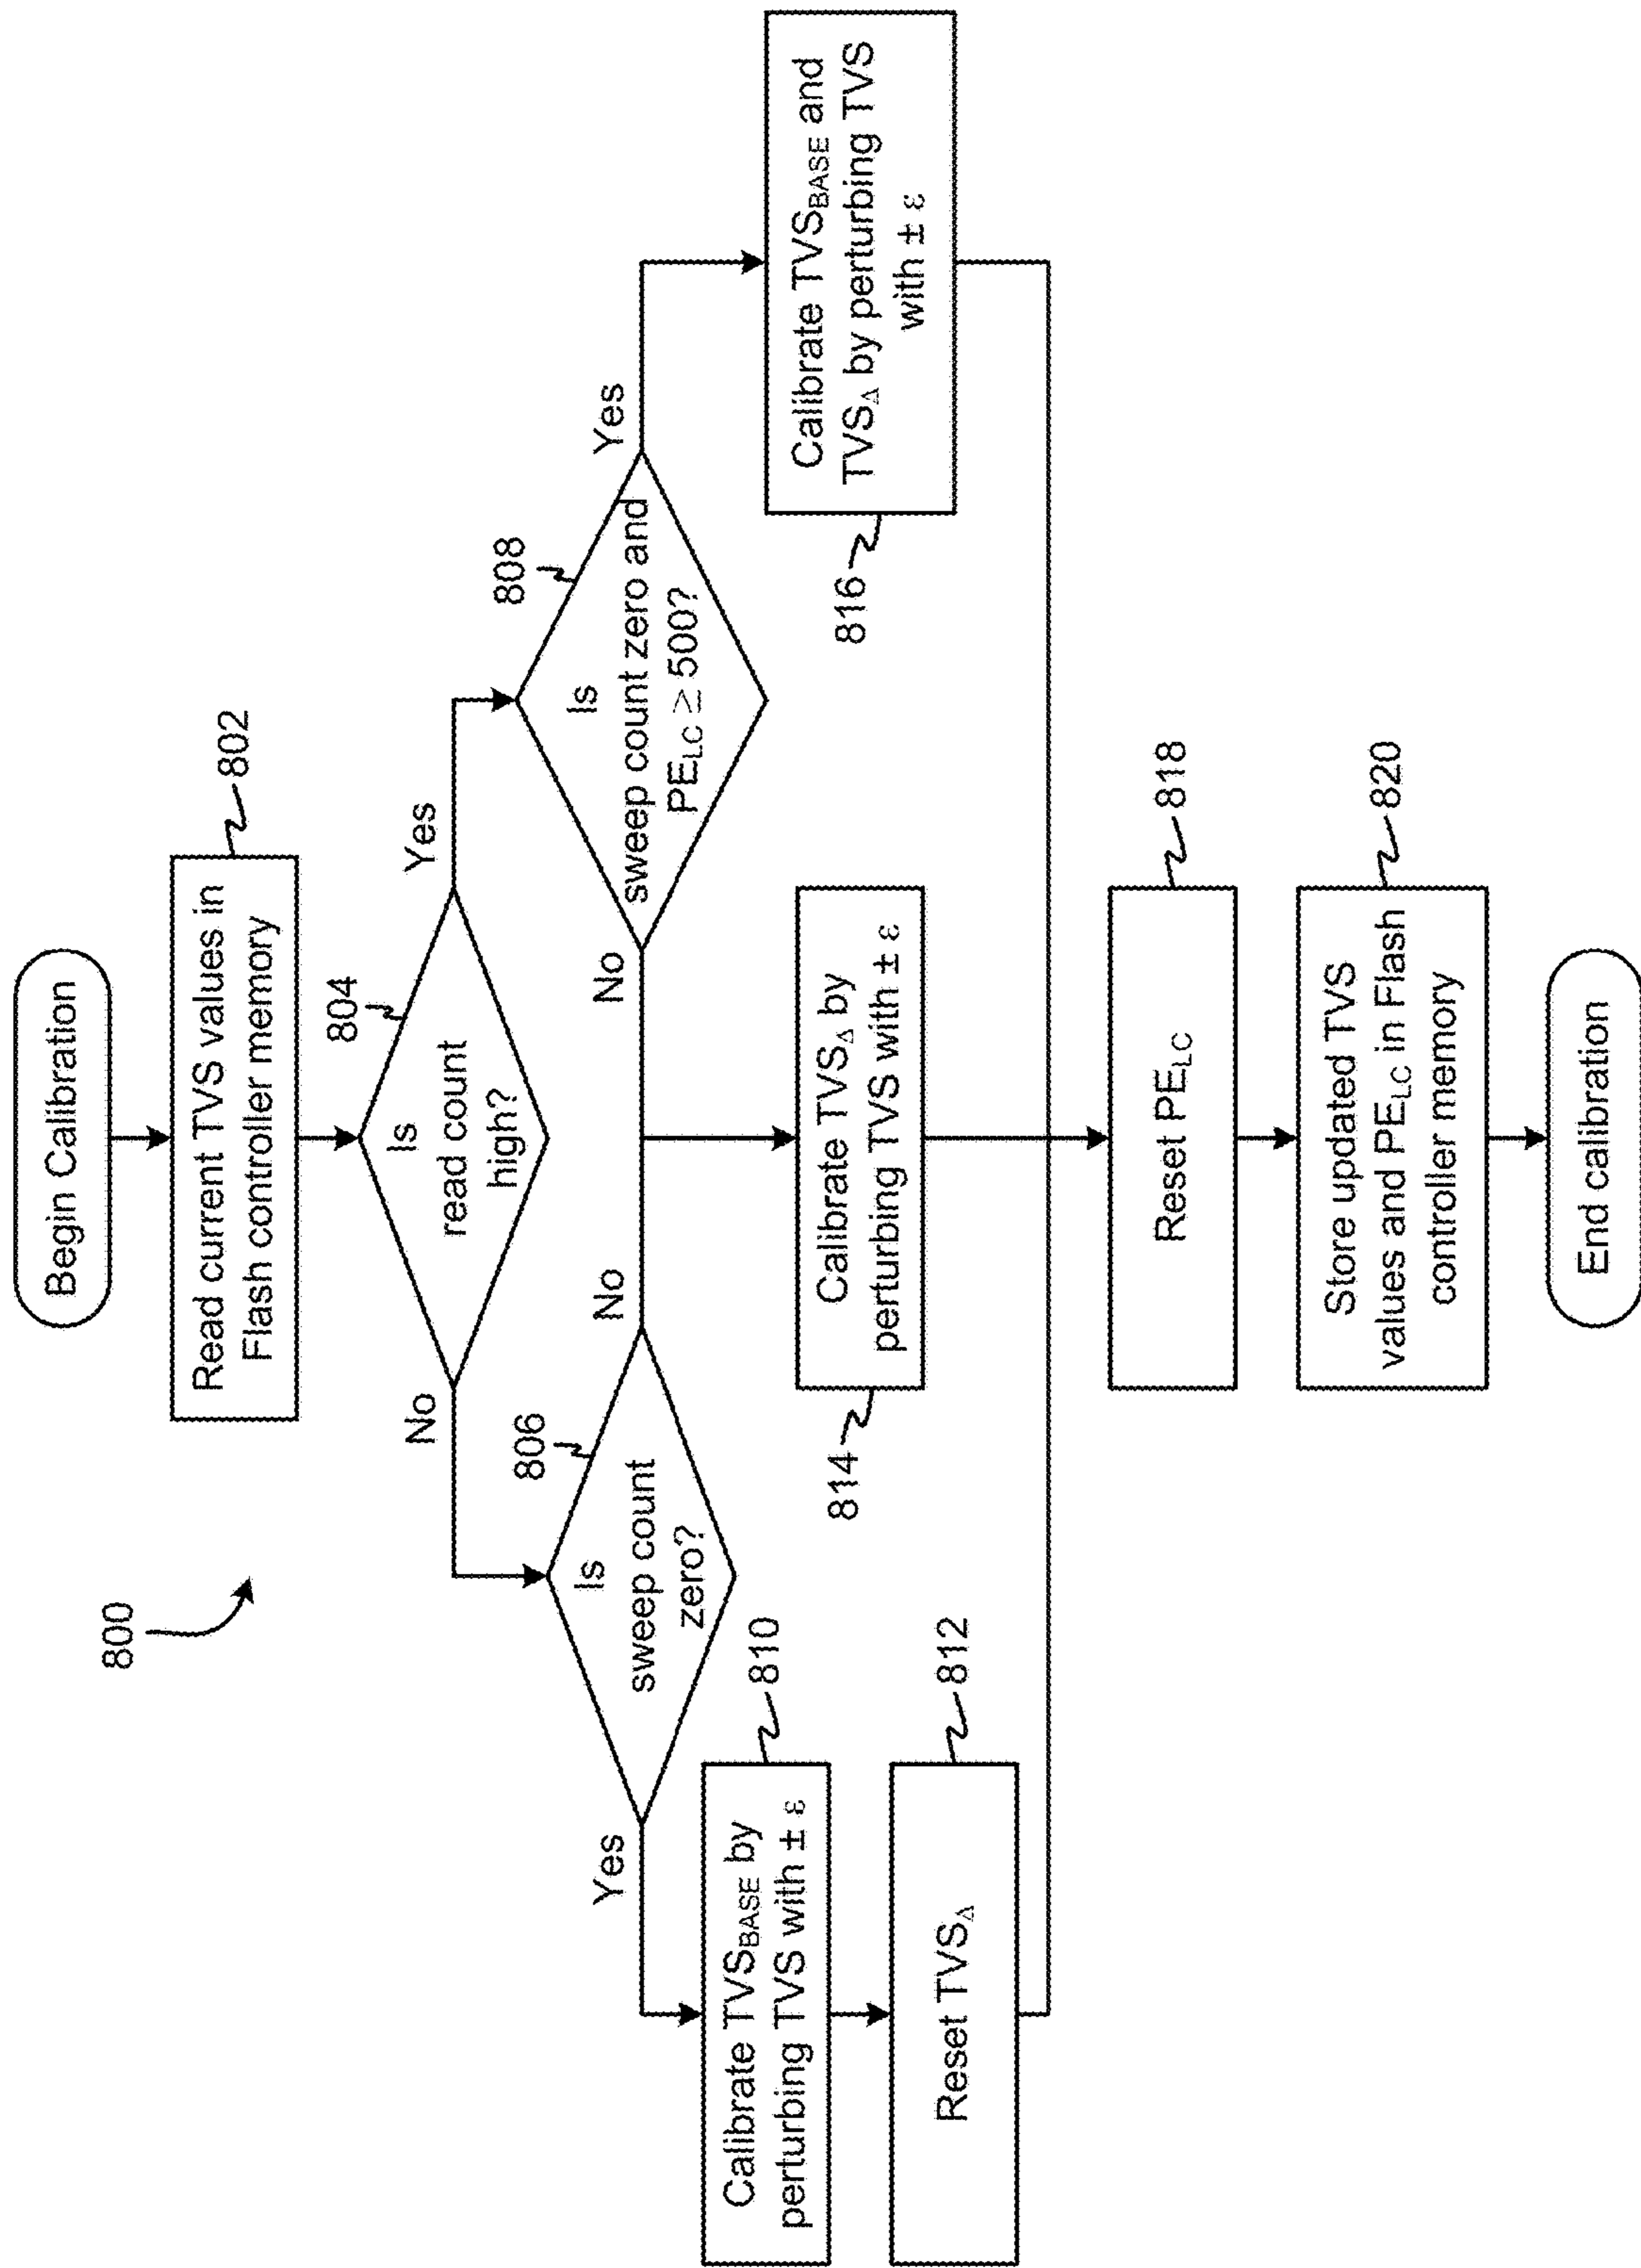 800
Begin Calibration
Read current TVS values in
Flash controller memory
802
804
Is
read count
high?
No
Yes
806
Is
sweep count
zero?
808
Is
sweep count zero and
PE_LC ≥ 500?
Yes
No
No
Yes
Calibrate TVS_BASE by
perturbing TVS with ± ε
810
Reset TVS_Δ
812
814
Calibrate TVS_Δ by
perturbing TVS with ± ε
816
Calibrate TVS_BASE and
TVS_Δ by perturbing TVS
with ± ε
Reset PE_LC
818
Store updated TVS
values and PE_LC in Flash
controller memory
820
End calibration